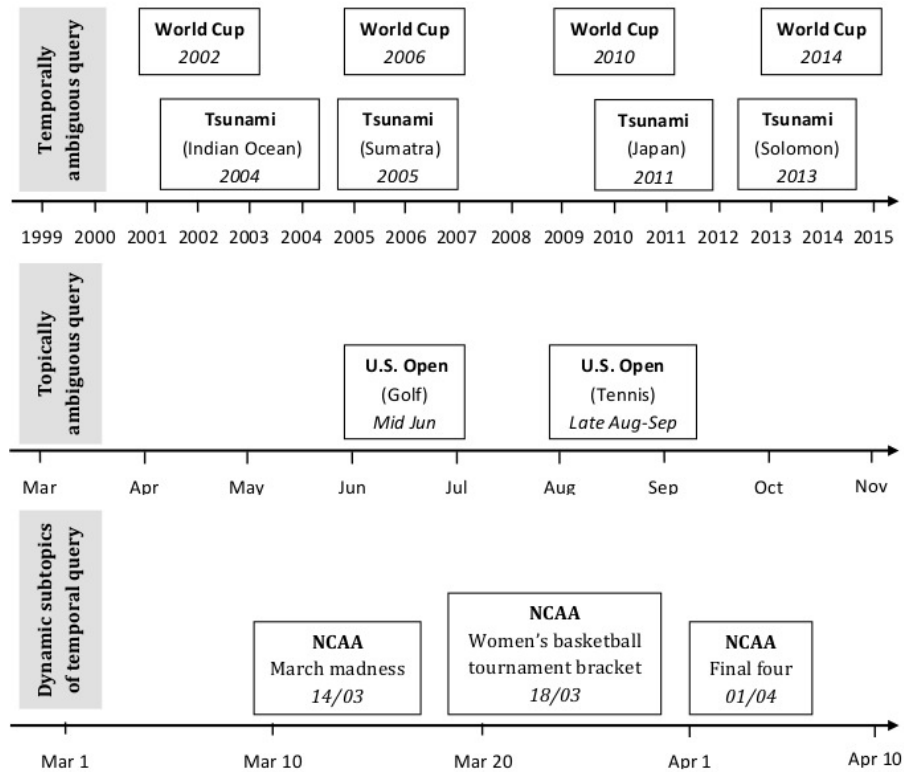 Temporally
ambiguous query
World Cup
2002
World Cup
2006
World Cup
2010
World Cup
2014
Tsunami
(Indian Ocean)
2004
Tsunami
(Sumatra)
2005
Tsunami
(Japan)
2011
Tsunami
(Solomon)
2013
1999 2000 2001 2002 2003 2004 2005 2006 2007 2008 2009 2010 2011 2012 2013 2014 2015
Topically
ambiguous query
U.S. Open
(Golf)
Mid Jun
U.S. Open
(Tennis)
Late Aug-Sep
Mar Apr May Jun Jul Aug Sep Oct Nov
Dynamic subtopics
of temporal query
NCAA
March madness
14/03
NCAA
Women's basketball
tournament bracket
18/03
NCAA
Final four
01/04
Mar 1 Mar 10 Mar 20 Apr 1 Apr 10